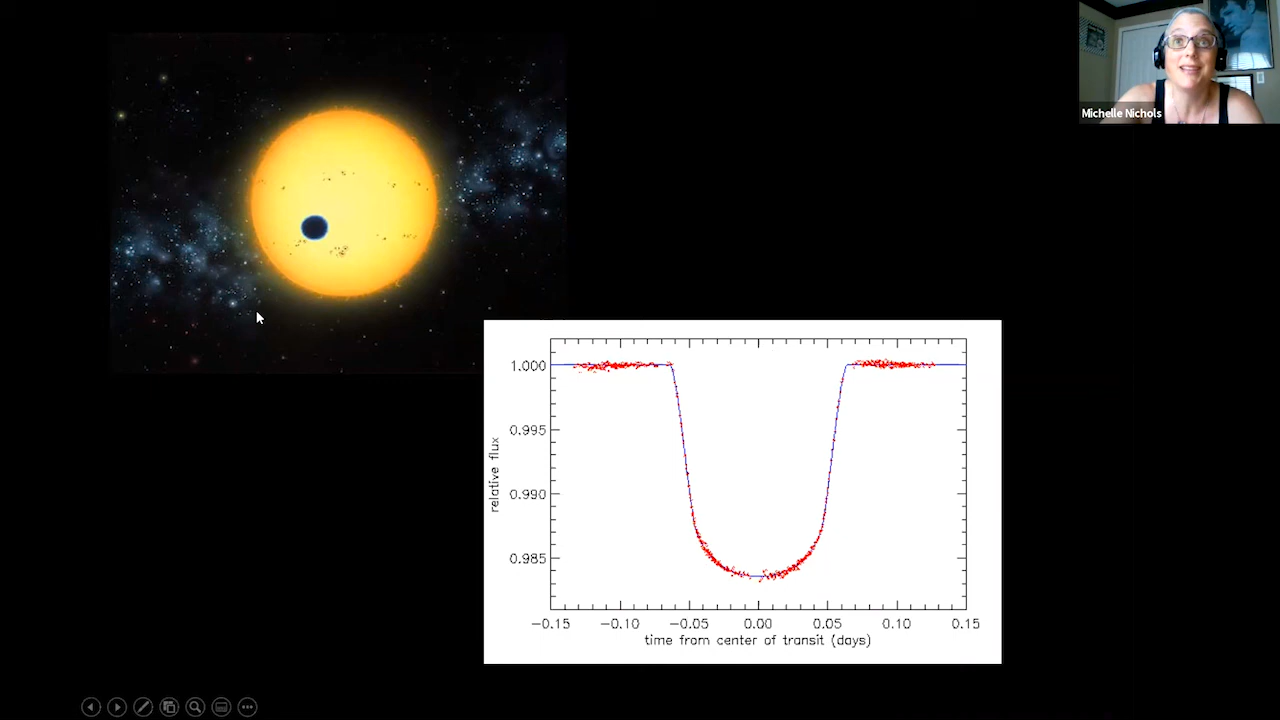 Michelle Nichols
1.000
0.995
0.990
0.985
relative flux
−0.15 −0.10 −0.05 0.00 0.05 0.10 0.15
time from center of transit (days)